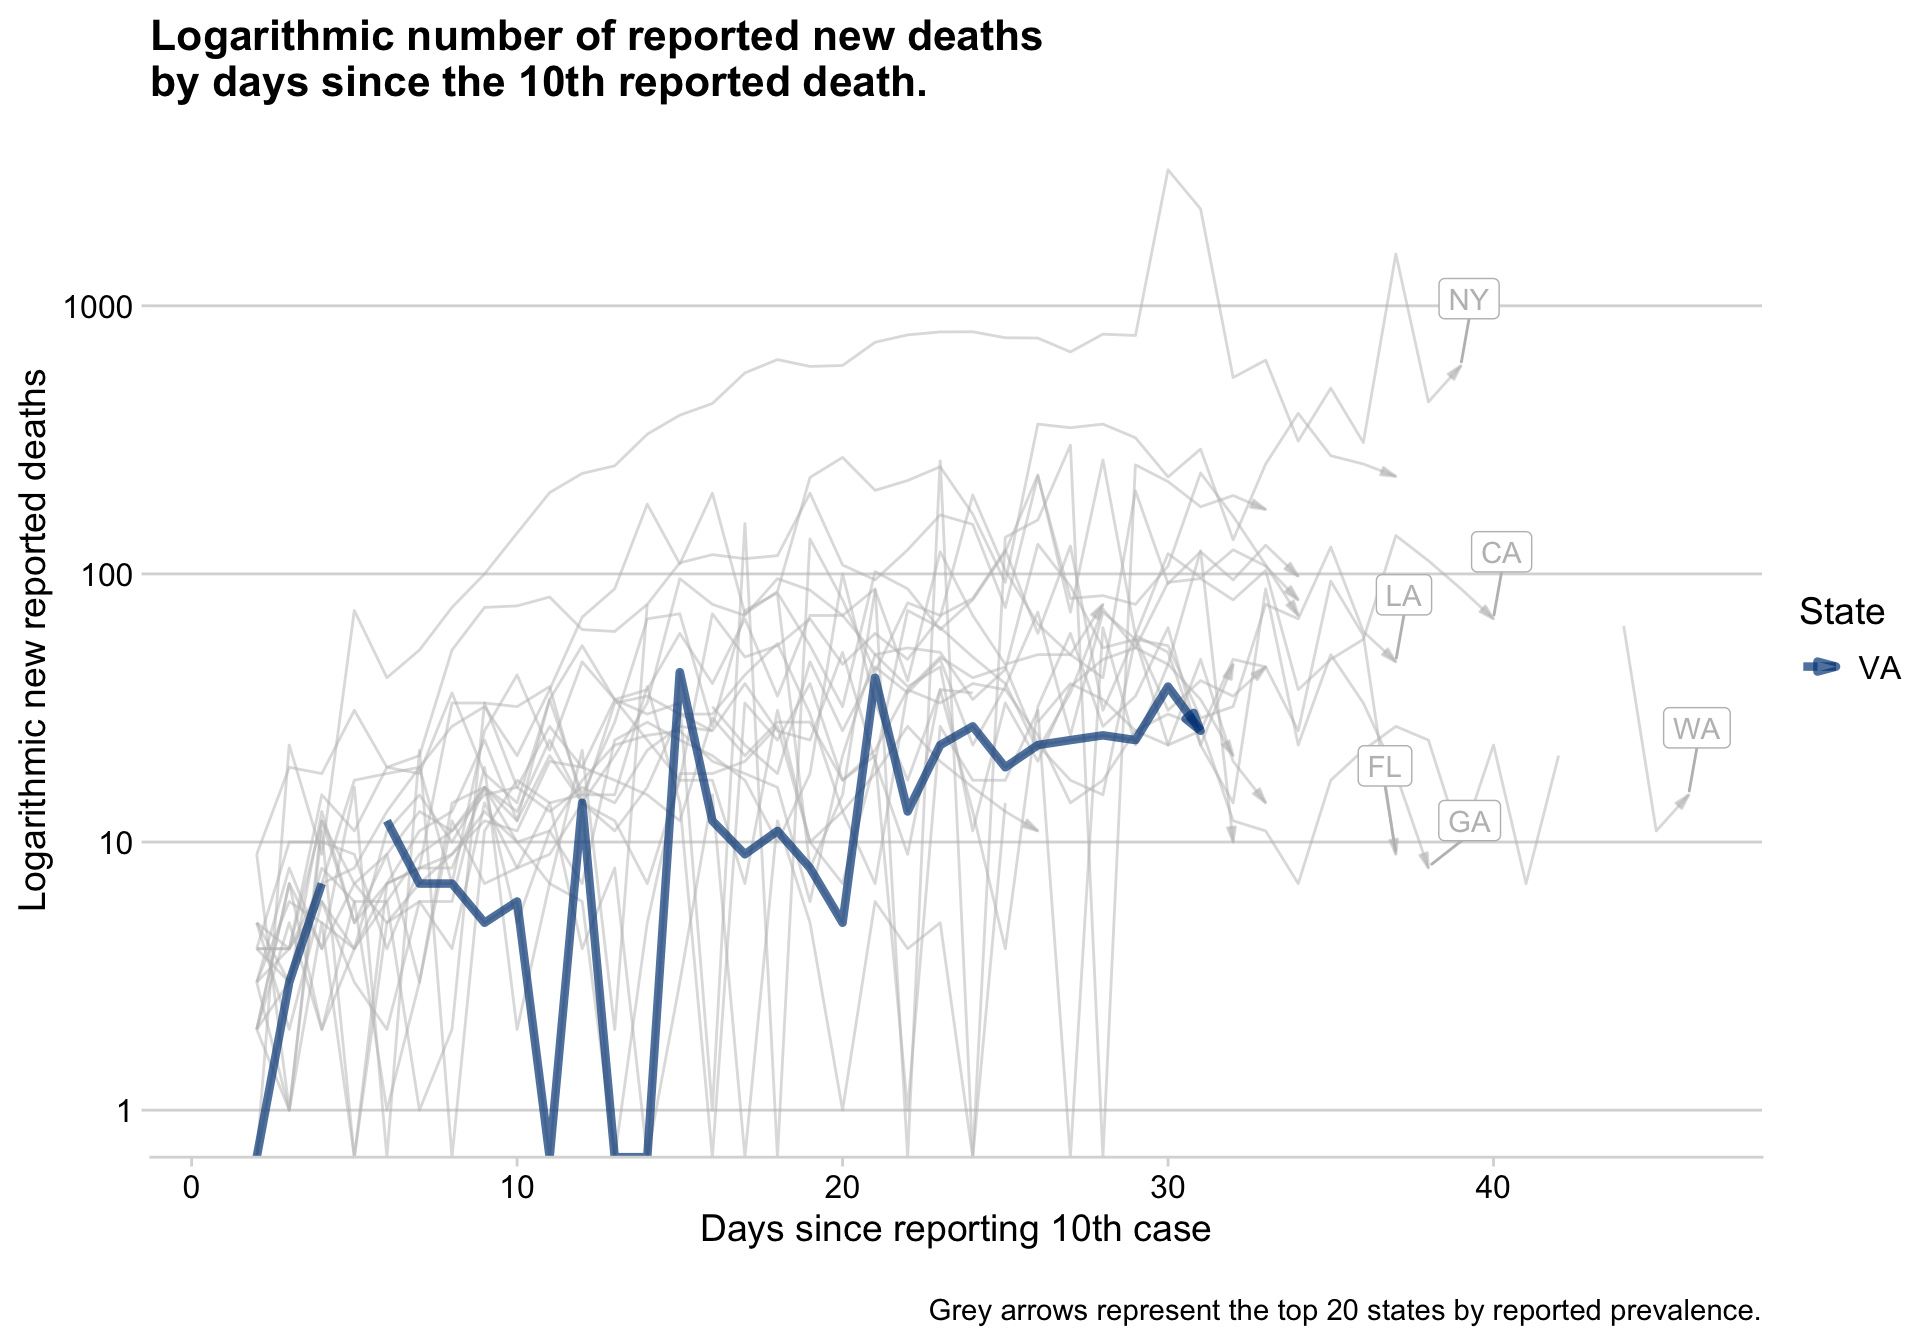 Logarithmic number of reported new deaths
by days since the 10th reported death.
Logarithmic new reported deaths
1000
100
10
1
NY
CA
LA
WA
FL
GA
State
VA
0
10
20
30
40
Days since reporting 10th case
Grey arrows represent the top 20 states by reported prevalence.